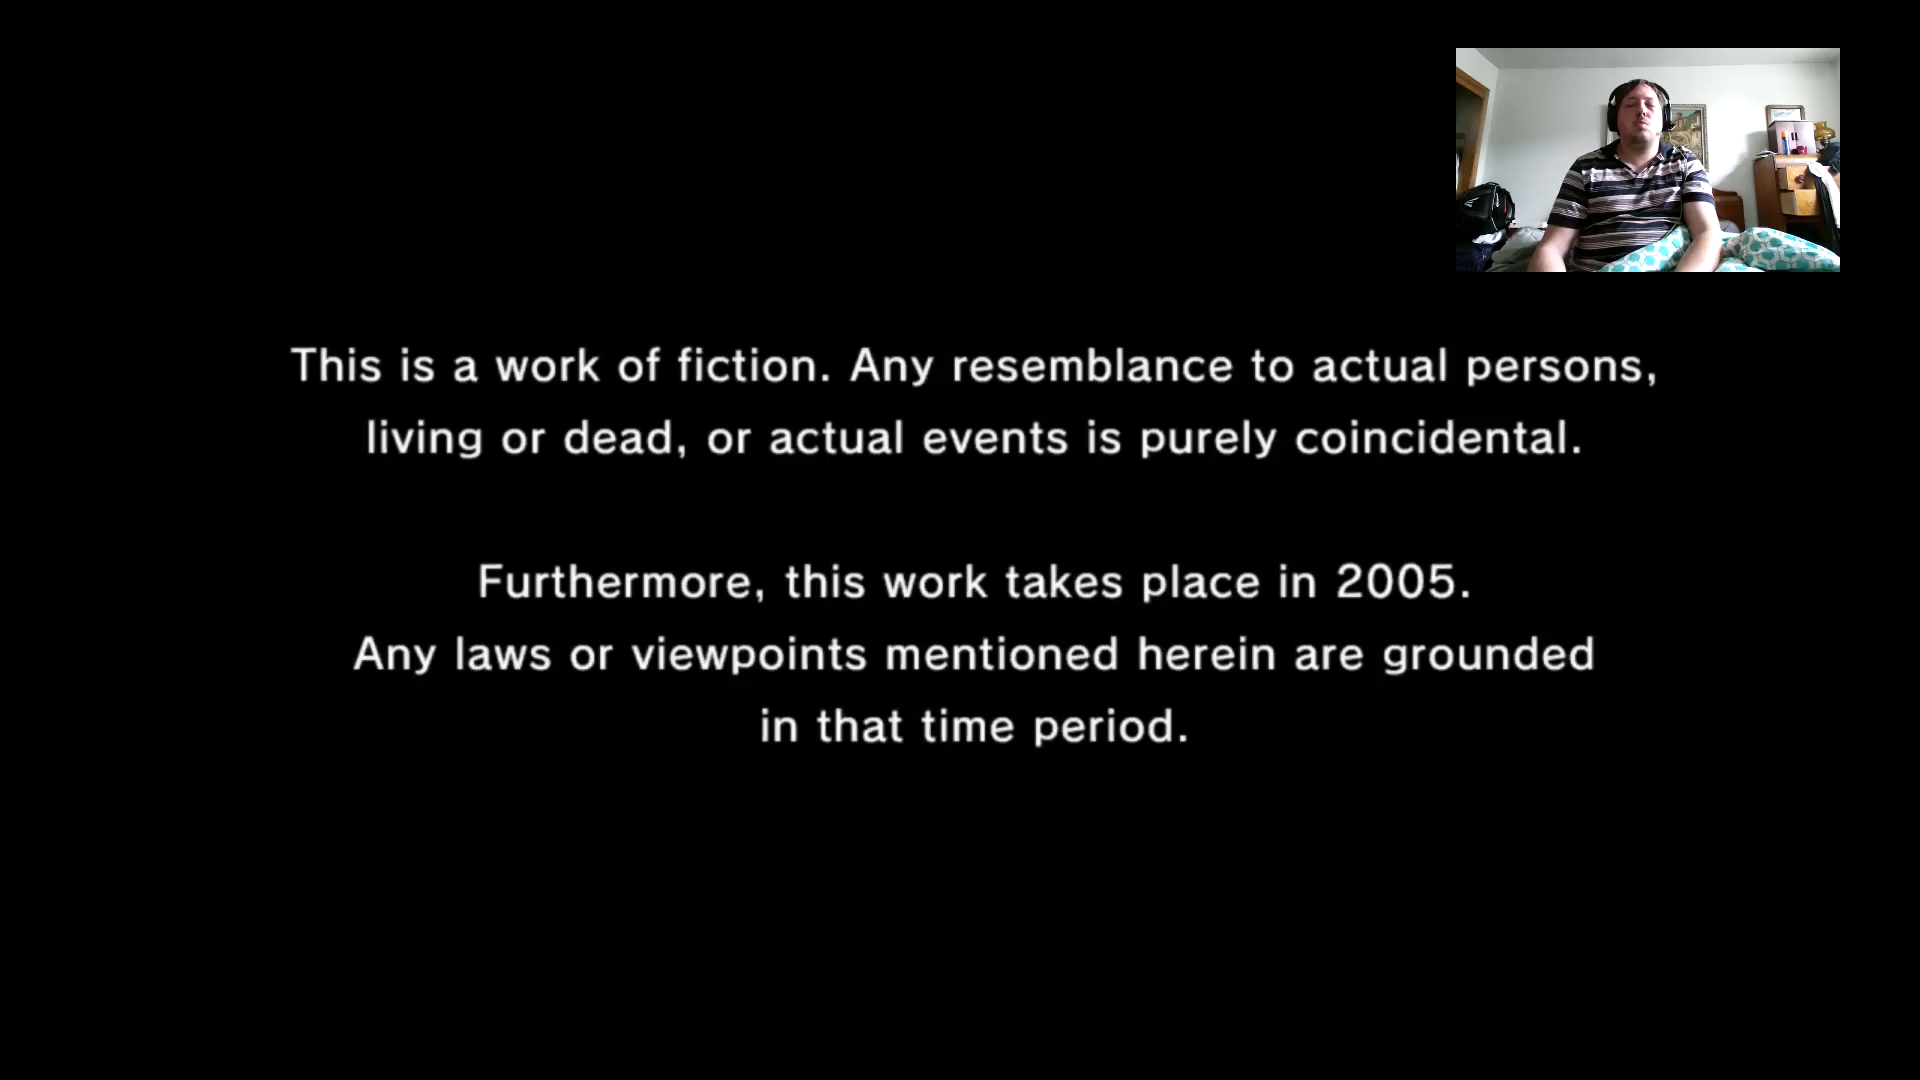 This is a work of fiction. Any resemblance to actual persons,
living or dead, or actual events is purely coincidental.
Furthermore, this work takes place in 2005.
Any laws or viewpoints mentioned herein are grounded
in that time period.